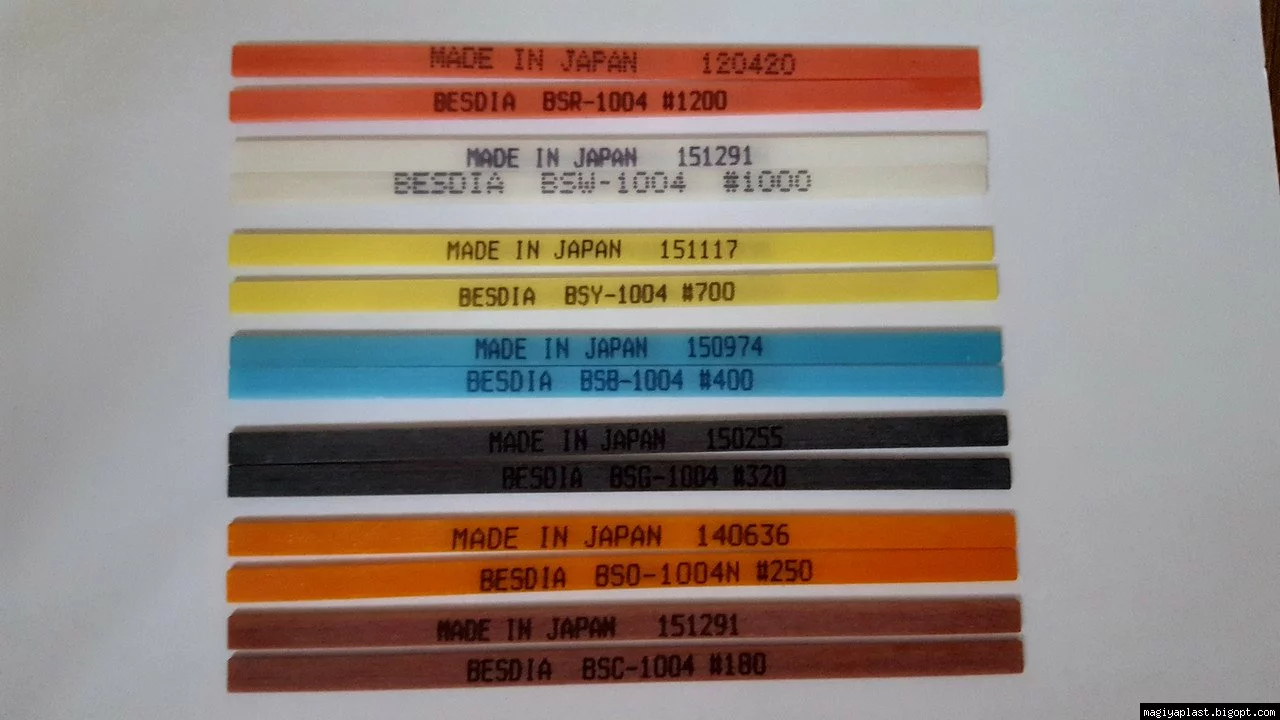 MADE IN JAPAN 120420
BESDIA BSR-1004 #1200
MADE IN JAPAN 151291
BESDIA BSW-1004 #1000
MADE IN JAPAN 151117
BESDIA BSY-1004 #700
MADE IN JAPAN 150974
BESDIA BSB-1004 #400
MADE IN JAPAN 150255
BESDIA BSG-1004 #320
MADE IN JAPAN 140636
BESDIA BSO-1004N #250
MADE IN JAPAN 151291
BESDIA BSC-1004 #180
magiyaplast.bigopt.com